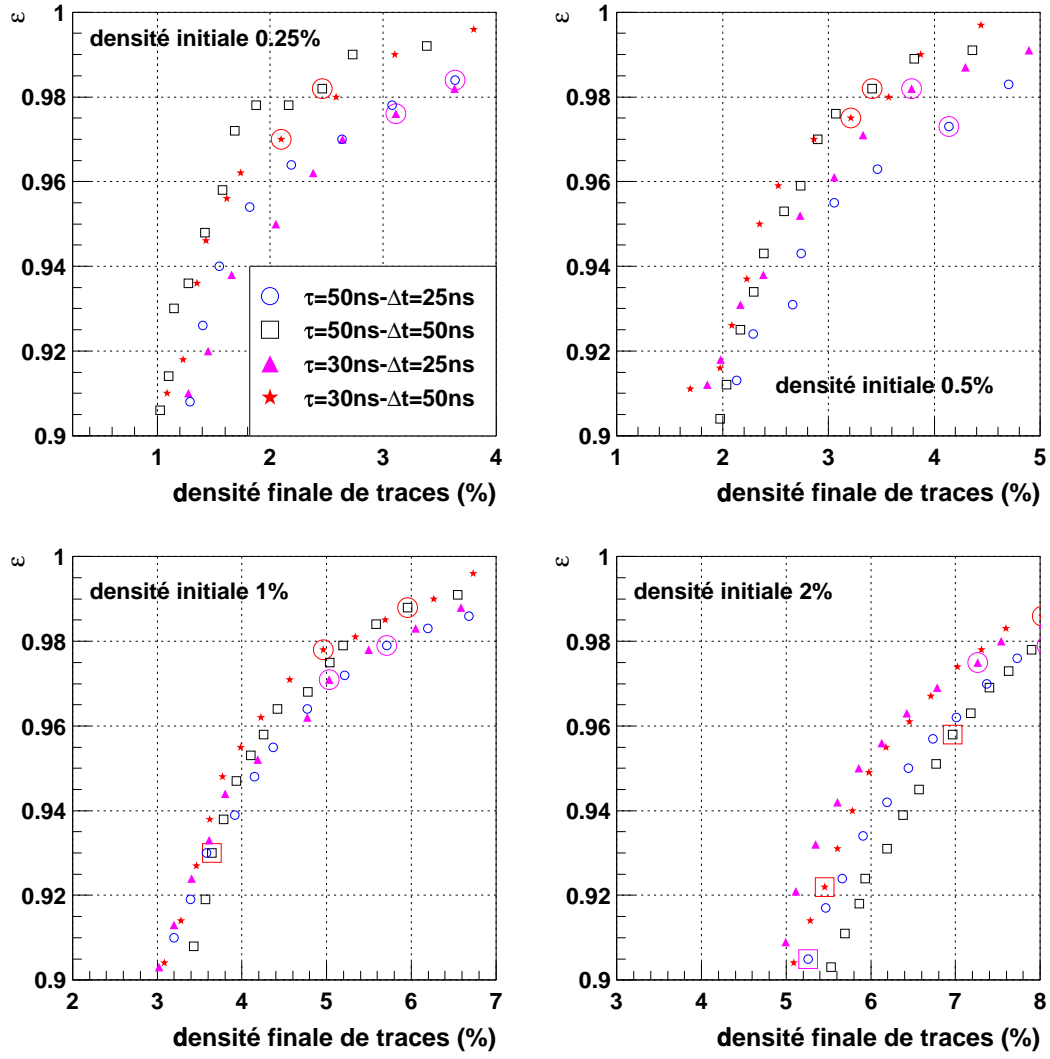 ε
1
densité initiale 0.25%
0.98
0.96
0.94
τ=50ns-Δt=25ns
τ=50ns-Δt=50ns
0.92
τ=30ns-Δt=25ns
τ=30ns-Δt=50ns
0.9
1 2 3 4
densité finale de traces (%)
ε
1
0.98
0.96
0.94
0.92
densité initiale 0.5%
0.9
1 2 3 4 5
densité finale de traces (%)
ε
1
densité initiale 1%
0.98
0.96
0.94
0.92
0.9
2 3 4 5 6 7
densité finale de traces (%)
ε
1
densité initiale 2%
0.98
0.96
0.94
0.92
0.9
3 4 5 6 7 8
densité finale de traces (%)